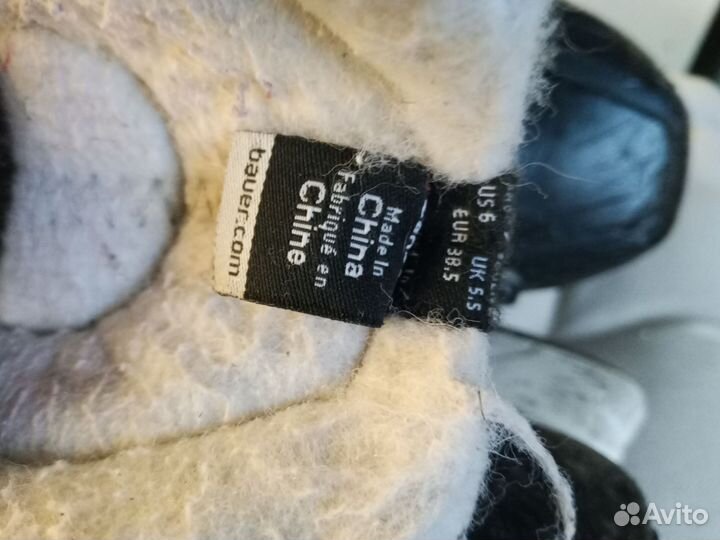 bauer.com
Made In
China
Fabriqué en
Chine
US 6
UK 5.5
EUR 38.5
Avito